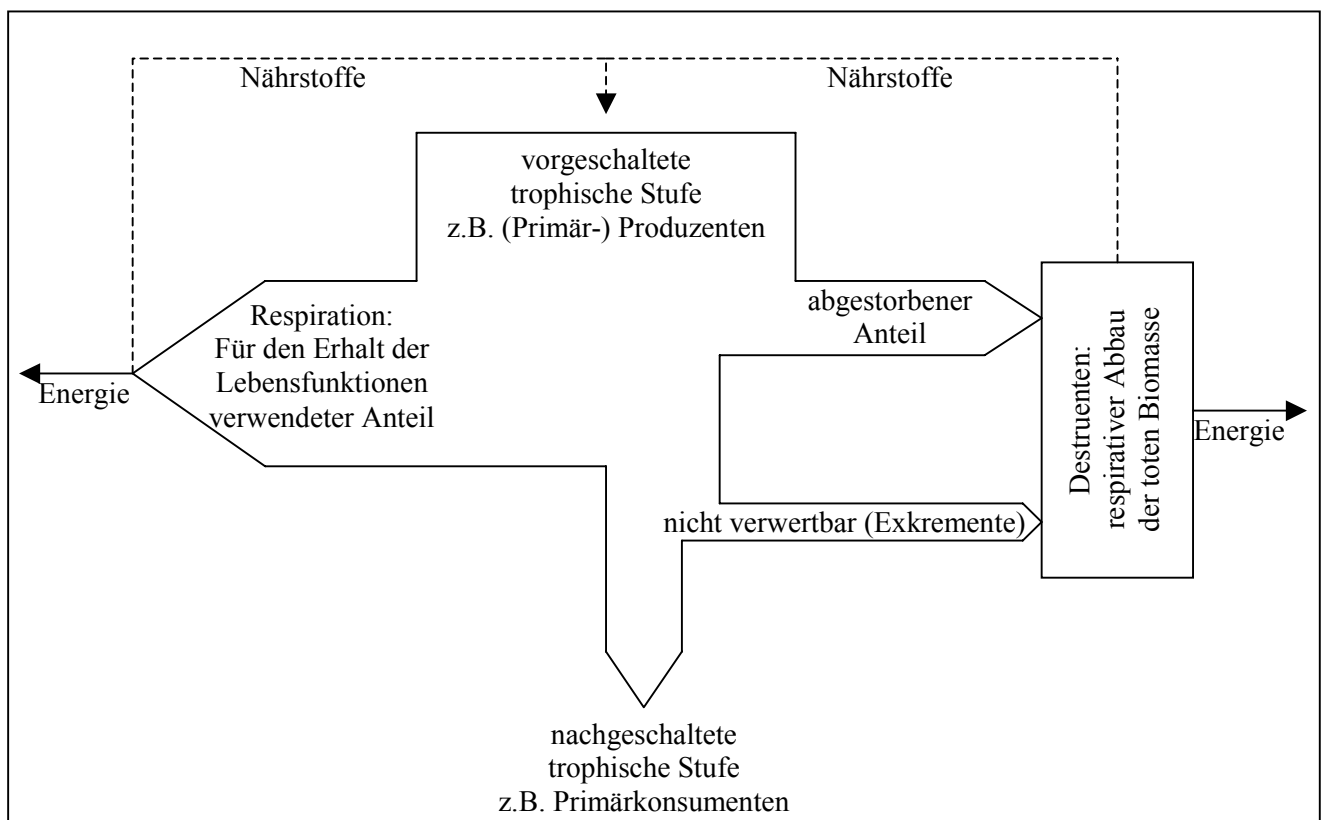 Nährstoffe
Nährstoffe
vorgeschaltete
trophische Stufe
z.B. (Primär-) Produzenten
Respiration:
Für den Erhalt der
Lebensfunktionen
verwendeter Anteil
Energie
abgestorbener
Anteil
nicht verwertbar (Exkremente)
Destruenten:
respirativer Abbau
der toten Biomasse
Energie
nachgeschaltete
trophische Stufe
z.B. Primärkonsumenten